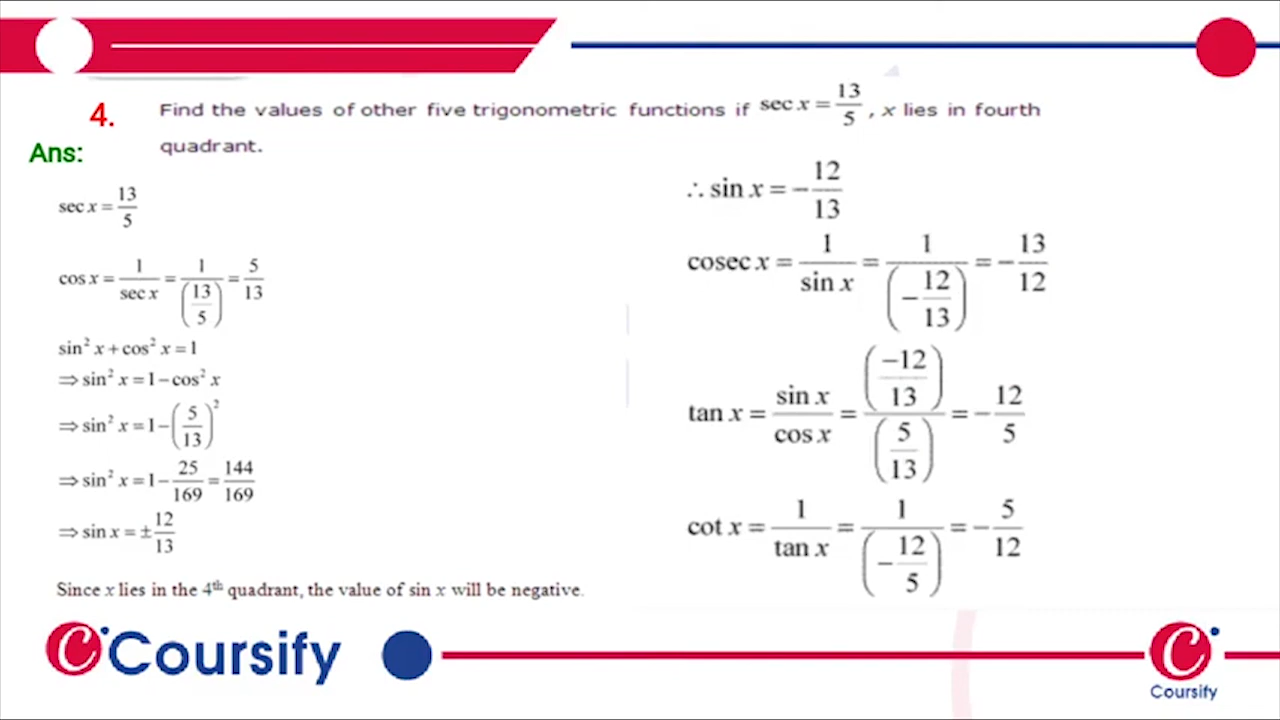 4. Find the values of other five trigonometric functions if sec x = 13/5 , x lies in fourth
quadrant.
Ans:
sec x = 13/5
cos x = 1/sec x = 1/(13/5) = 5/13
sin² x + cos² x = 1
⇒ sin² x = 1 − cos² x
⇒ sin² x = 1 − (5/13)²
⇒ sin² x = 1 − 25/169 = 144/169
⇒ sin x = ± 12/13
Since x lies in the 4th quadrant, the value of sin x will be negative.
∴ sin x = − 12/13
cosec x = 1/sin x = 1/(− 12/13) = − 13/12
tan x = sin x/cos x = (−12/13)/(5/13) = − 12/5
cot x = 1/tan x = 1/(− 12/5) = − 5/12
Coursify
Coursify